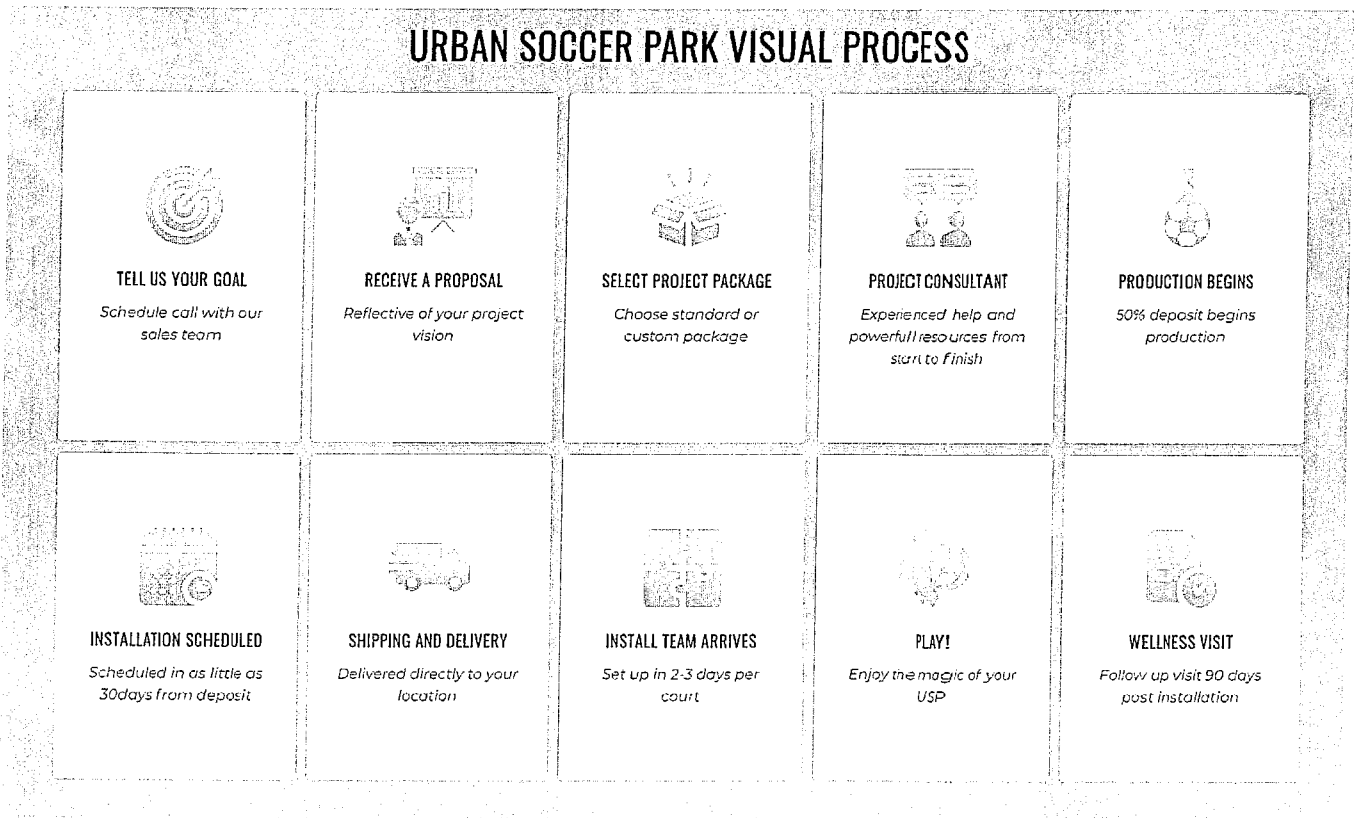 URBAN SOCCER PARK VISUAL PROCESS
TELL US YOUR GOAL
Schedule call with our
sales team
RECEIVE A PROPOSAL
Reflective of your project
vision
SELECT PROJECT PACKAGE
Choose standard or
custom package
PROJECT CONSULTANT
Experienced help and
powerfull resources from
start to finish
PRODUCTION BEGINS
50% deposit begins
production
INSTALLATION SCHEDULED
Scheduled in as little as
30days from deposit
SHIPPING AND DELIVERY
Delivered directly to your
location
INSTALL TEAM ARRIVES
Set up in 2-3 days per
court
PLAY!
Enjoy the magic of your
USP
WELLNESS VISIT
Follow up visit 90 days
post installation